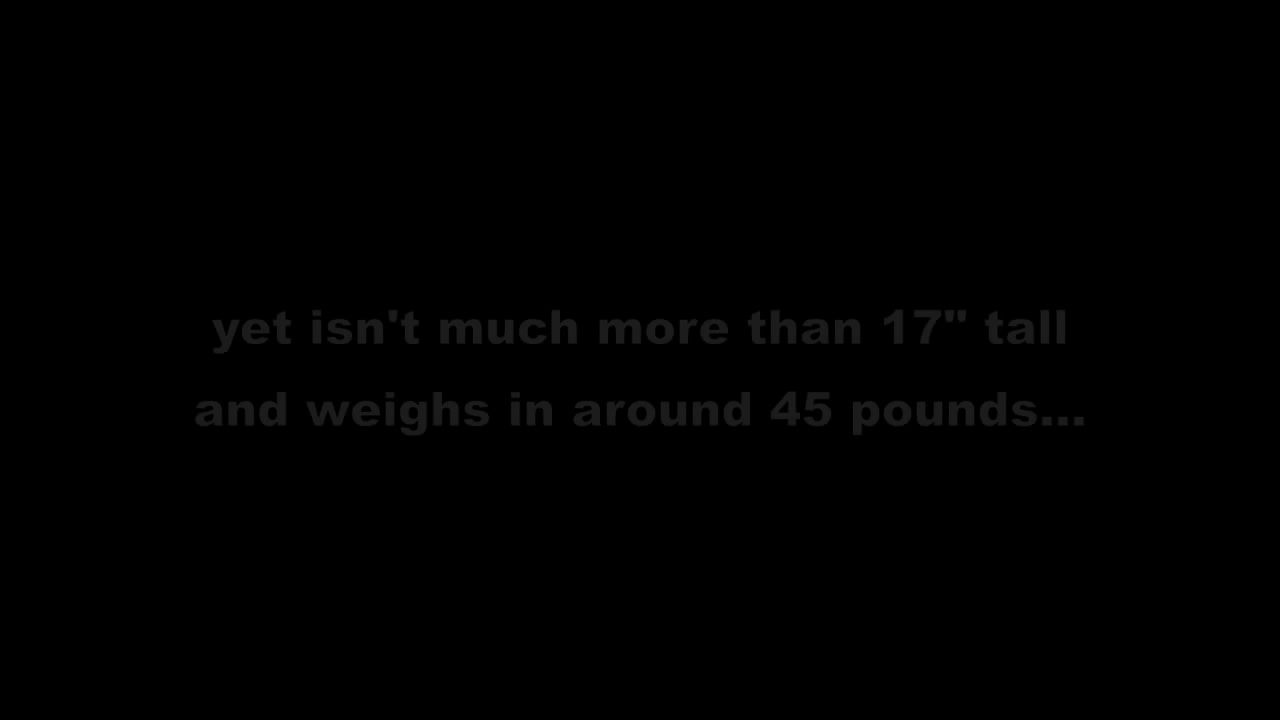 yet isn't much more than 17" tall
and weighs in around 45 pounds...